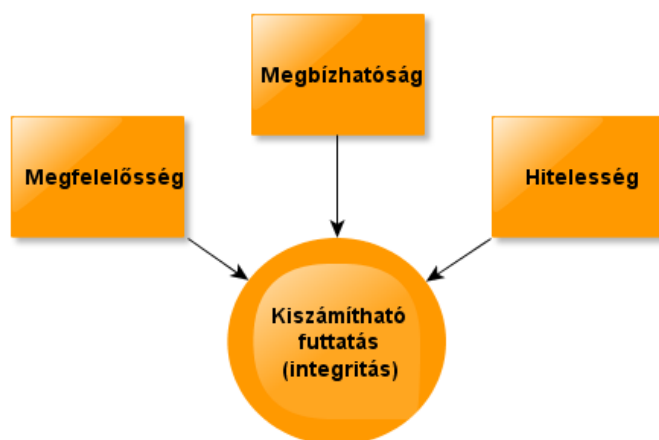 Megbízhatóság
Megfelelősség
Hitelesség
Kiszámítható
futtatás
(integritás)